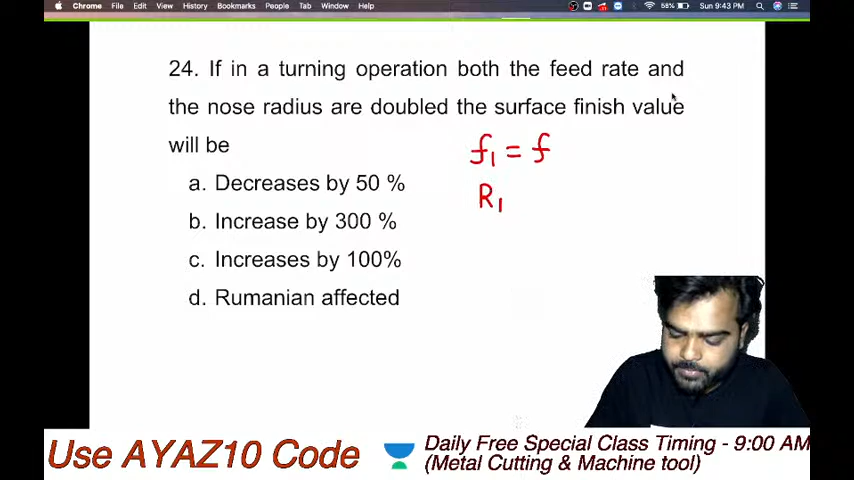 Chrome File Edit View History Bookmarks People Tab Window Help
58% Sun 9:43 PM
24. If in a turning operation both the feed rate and
the nose radius are doubled the surface finish value
will be
f₁ = f
a. Decreases by 50 %
R₁
b. Increase by 300 %
c. Increases by 100%
d. Rumanian affected
Use AYAZ10 Code
Daily Free Special Class Timing - 9:00 AM
(Metal Cutting & Machine tool)